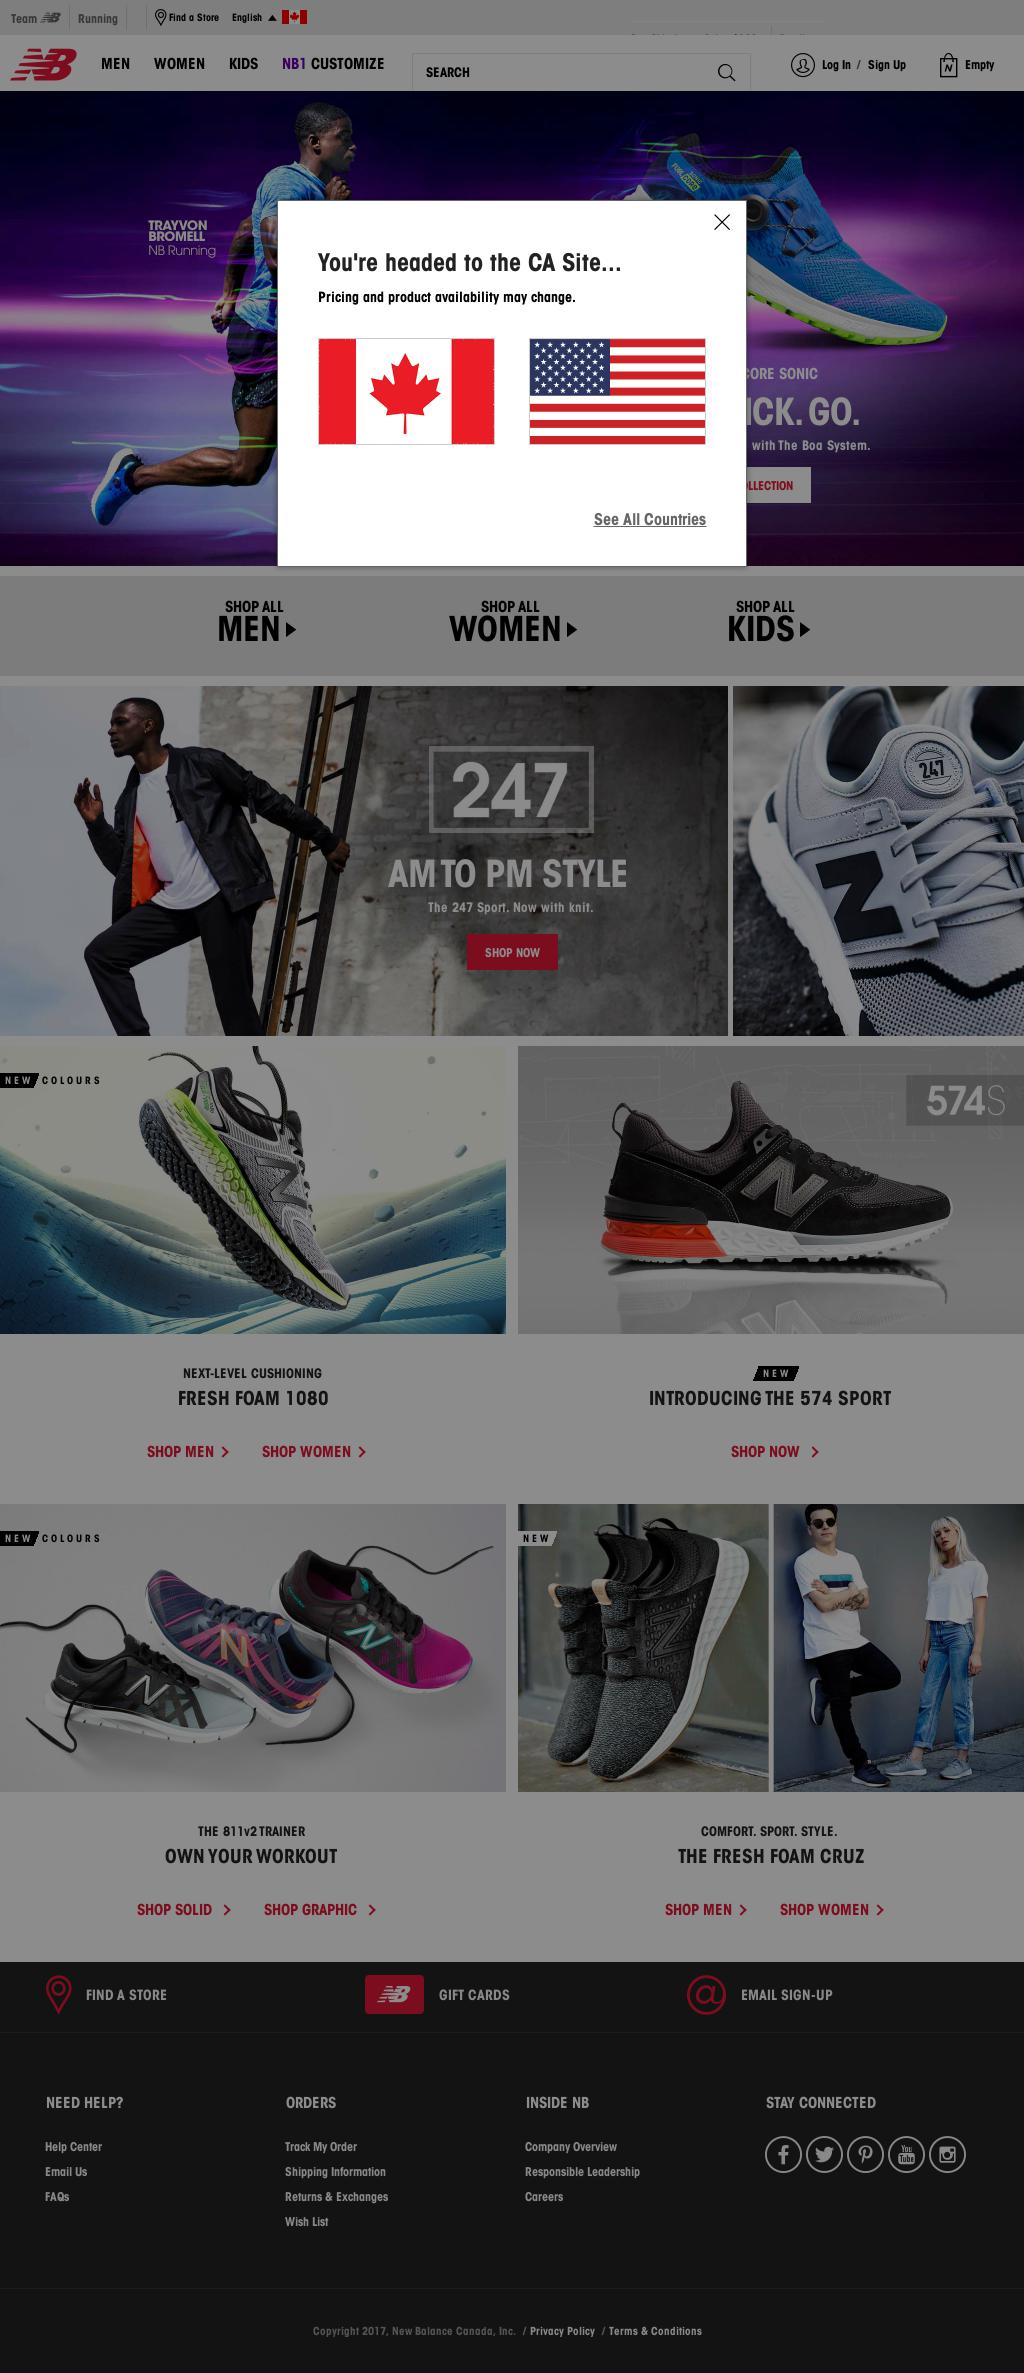 Team NB
Running
Find a Store
English
MEN
WOMEN
KIDS
NB1 CUSTOMIZE
SEARCH
Log In / Sign Up
Empty
TRAYVON
BROMELL
NB Running
You're headed to the CA Site...
Pricing and product availability may change.
See All Countries
CORE SONIC
ICK. GO.
with The Boa System.
SHOP ALL
MEN
SHOP ALL
WOMEN
SHOP ALL
KIDS
247
AM TO PM STYLE
The 247 Sport. Now with knit.
SHOP NOW
247
NEW COLOURS
574S
NEXT-LEVEL CUSHIONING
FRESH FOAM 1080
SHOP MEN
SHOP WOMEN
NEW
INTRODUCING THE 574 SPORT
SHOP NOW
NEW COLOURS
NEW
THE 811v2 TRAINER
OWN YOUR WORKOUT
SHOP SOLID
SHOP GRAPHIC
COMFORT. SPORT. STYLE.
THE FRESH FOAM CRUZ
SHOP MEN
SHOP WOMEN
FIND A STORE
NB
GIFT CARDS
EMAIL SIGN-UP
NEED HELP?
Help Center
Email Us
FAQs
ORDERS
Track My Order
Shipping Information
Returns & Exchanges
Wish List
INSIDE NB
Company Overview
Responsible Leadership
Careers
STAY CONNECTED
You Tube
Copyright 2017, New Balance Canada, Inc. / Privacy Policy / Terms & Conditions